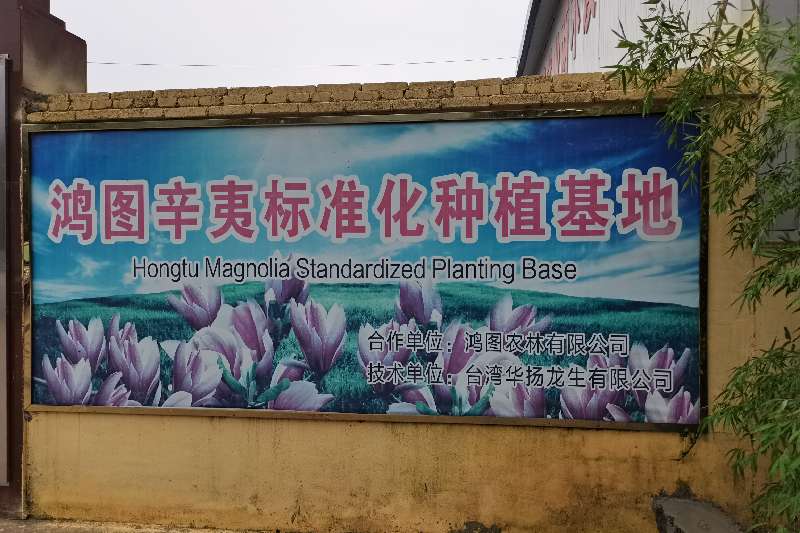 鸿图辛夷标准化种植基地
Hongtu Magnolia Standardized Planting Base
合作单位：鸿图农林有限公司
技术单位：台湾华扬龙生有限公司